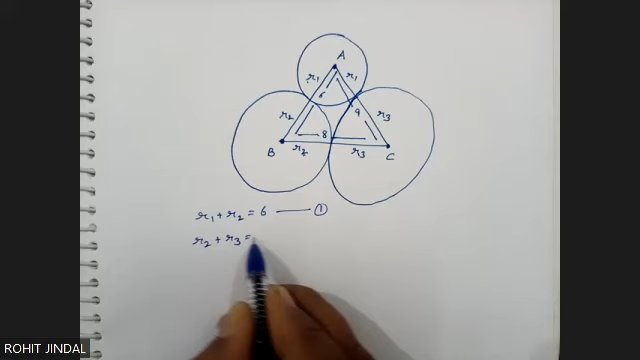 A
r₁ r₁
6
r₂ 9 r₃
8
B r₂ r₃ C
r₁ + r₂ = 6 —— ①
r₂ + r₃ =
ROHIT JINDAL